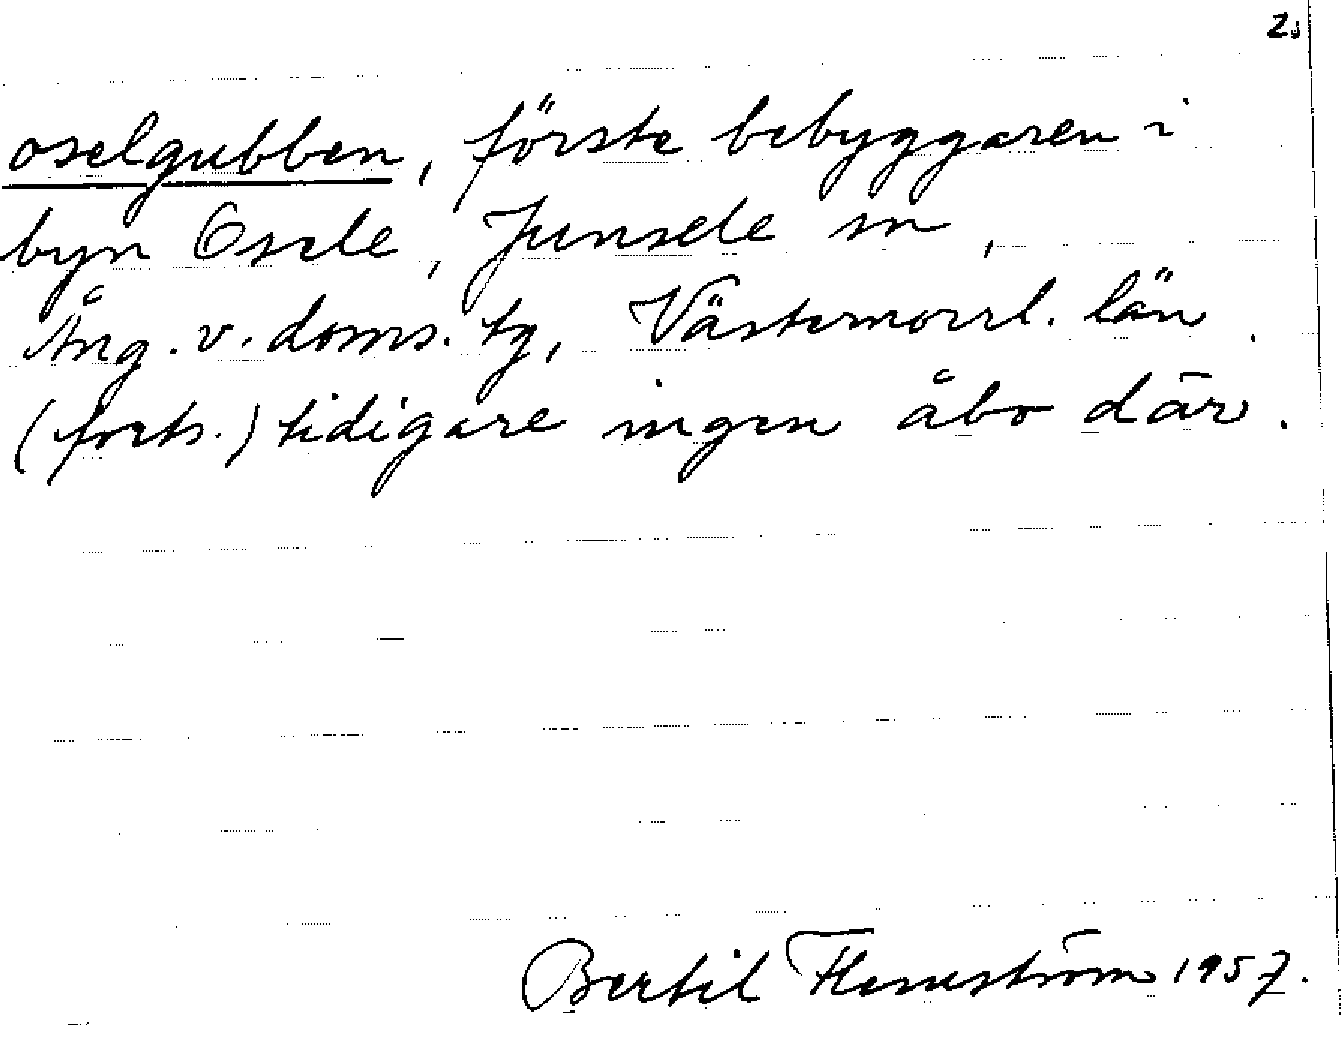 2.
oselgubben, förste bebyggaren i
byn Osele, Junsele sn,
Ång. v. doms. tg, Västernorrl. län.
(forts.) tidigare ingen åbo där.
Bertil Flemström 1957.